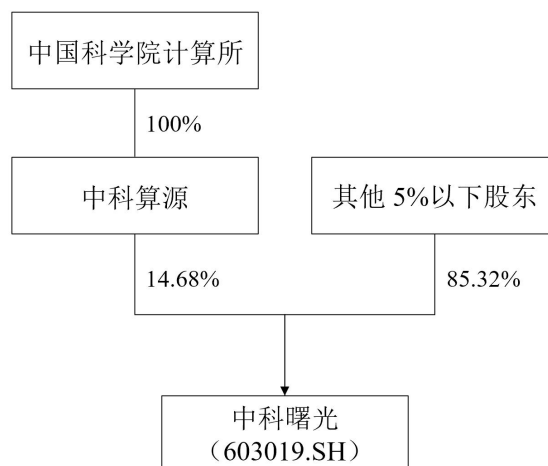 中国科学院计算所
100%
中科算源
其他 5%以下股东
14.68%
85.32%
中科曙光
（603019.SH）